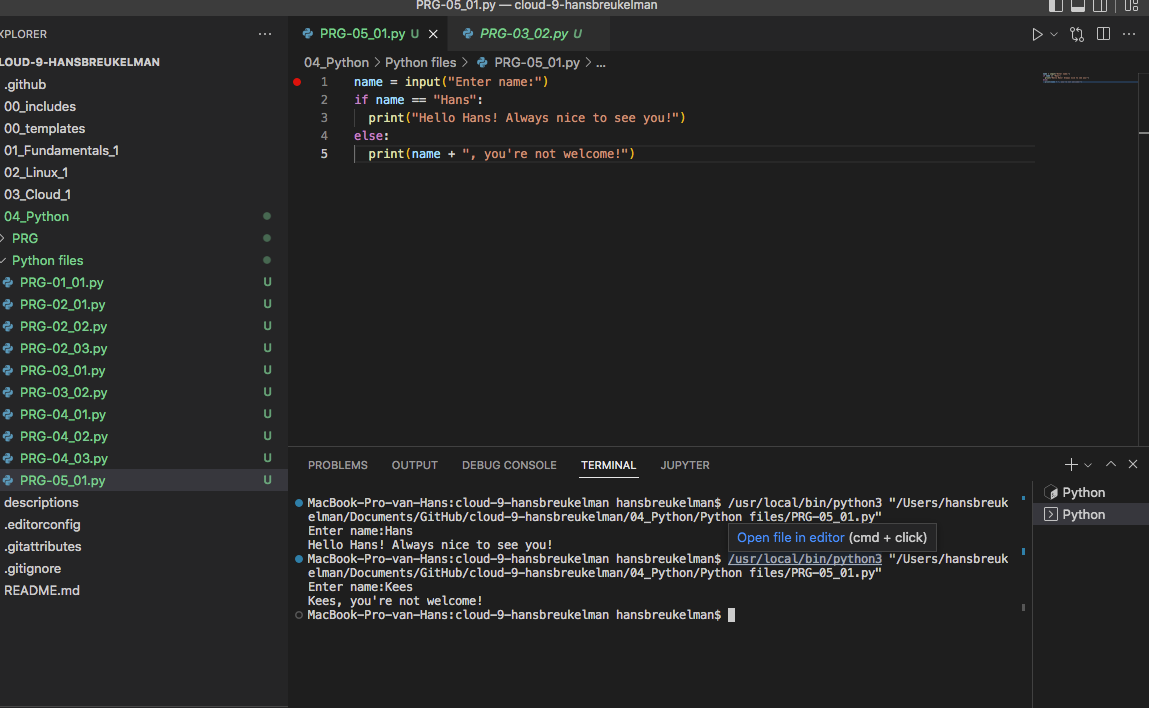 PRG-05_01.py — cloud-9-hansbreukelman
XPLORER
LOUD-9-HANSBREUKELMAN
.github
00_includes
00_templates
01_Fundamentals_1
02_Linux_1
03_Cloud_1
04_Python
PRG
Python files
PRG-01_01.py U
PRG-02_01.py U
PRG-02_02.py U
PRG-02_03.py U
PRG-03_01.py U
PRG-03_02.py U
PRG-04_01.py U
PRG-04_02.py U
PRG-04_03.py U
PRG-05_01.py U
descriptions
.editorconfig
.gitattributes
.gitignore
README.md
PRG-05_01.py U PRG-03_02.py U
04_Python > Python files > PRG-05_01.py > ...
1 name = input("Enter name:")
2 if name == "Hans":
3 print("Hello Hans! Always nice to see you!")
4 else:
5 print(name + ", you're not welcome!")
PROBLEMS OUTPUT DEBUG CONSOLE TERMINAL JUPYTER
MacBook-Pro-van-Hans:cloud-9-hansbreukelman hansbreukelman$ /usr/local/bin/python3 "/Users/hansbreuk
elman/Documents/GitHub/cloud-9-hansbreukelman/04_Python/Python files/PRG-05_01.py"
Enter name:Hans
Hello Hans! Always nice to see you!
Open file in editor (cmd + click)
MacBook-Pro-van-Hans:cloud-9-hansbreukelman hansbreukelman$ /usr/local/bin/python3 "/Users/hansbreuk
elman/Documents/GitHub/cloud-9-hansbreukelman/04_Python/Python files/PRG-05_01.py"
Enter name:Kees
Kees, you're not welcome!
MacBook-Pro-van-Hans:cloud-9-hansbreukelman hansbreukelman$
Python
Python